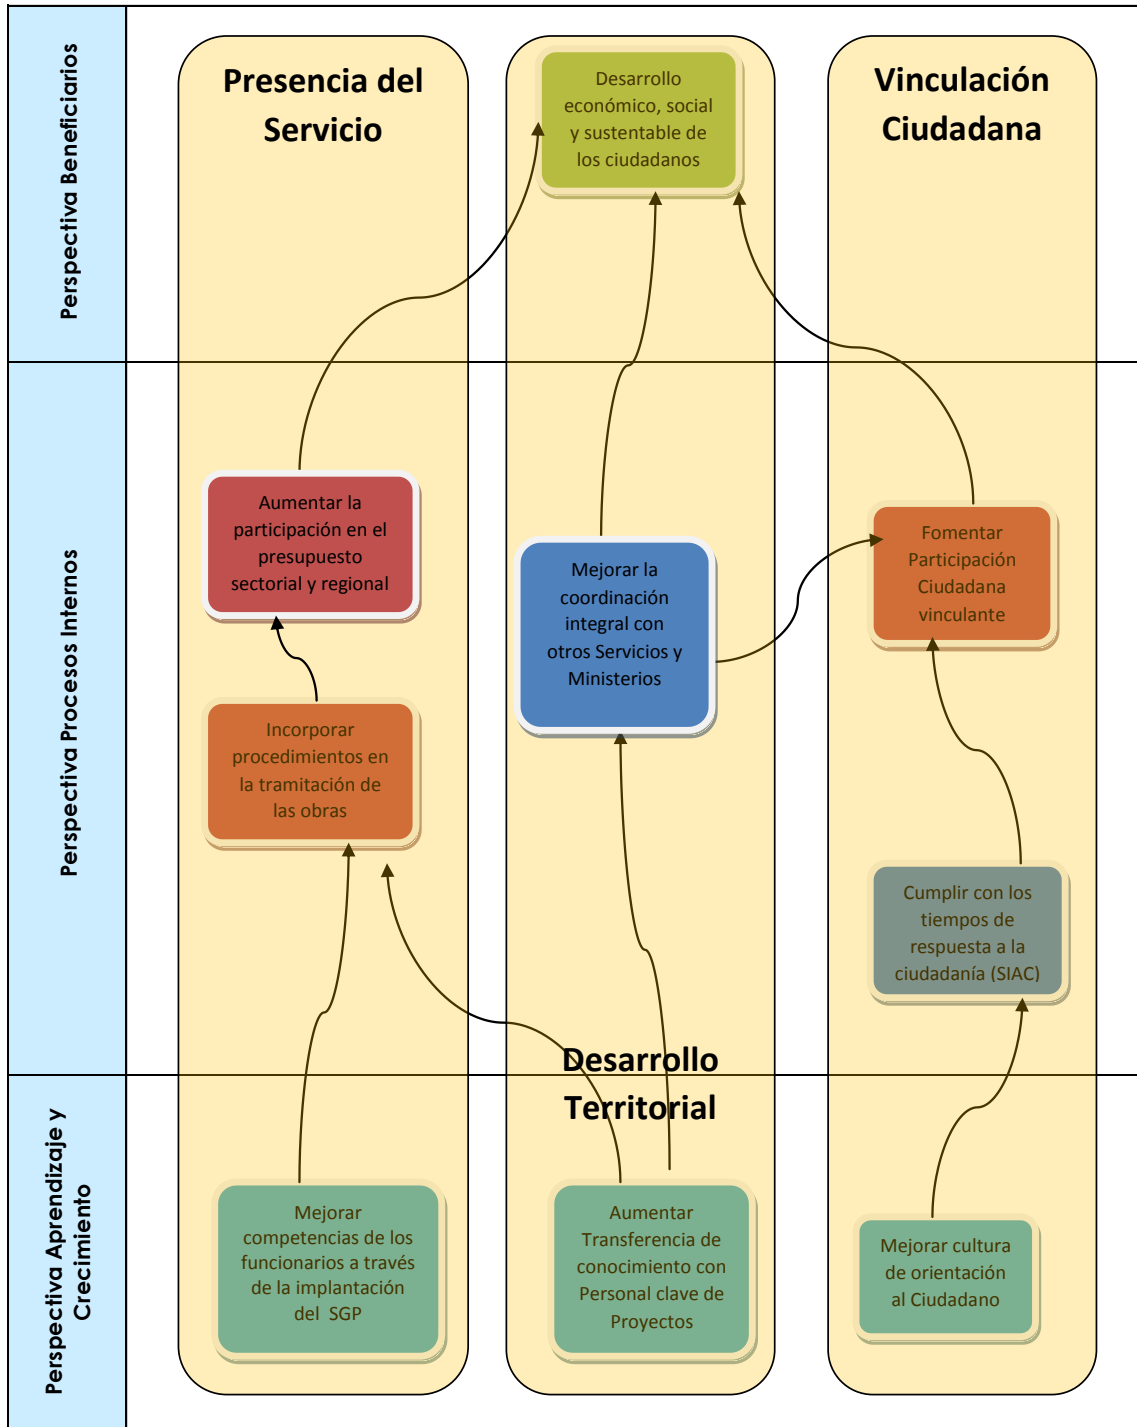 Perspectiva Beneficiarios
Presencia del
Servicio
Desarrollo
económico, social
y sustentable de
los ciudadanos
Vinculación
Ciudadana
Perspectiva Procesos Internos
Aumentar la
participación en el
presupuesto
sectorial y regional
Mejorar la
coordinación
integral con
otros Servicios y
Ministerios
Fomentar
Participación
Ciudadana
vinculante
Incorporar
procedimientos en
la tramitación de
las obras
Cumplir con los
tiempos de
respuesta a la
ciudadanía (SIAC)
Desarrollo
Territorial
Perspectiva Aprendizaje y
Crecimiento
Mejorar
competencias de los
funcionarios a través
de la implantación
del SGP
Aumentar
Transferencia de
conocimiento con
Personal clave de
Proyectos
Mejorar cultura
de orientación
al Ciudadano